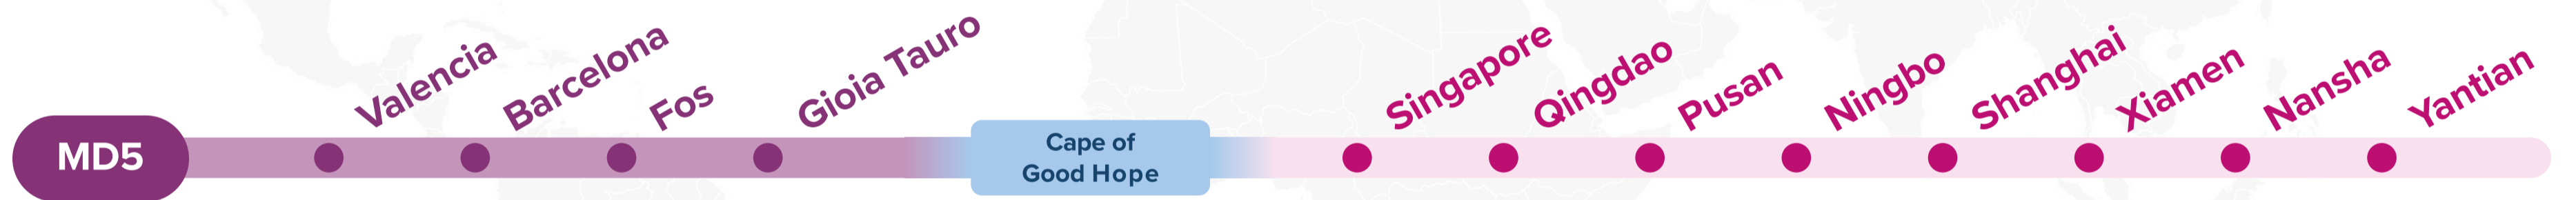 MD5
Valencia
Barcelona
Fos
Gioia Tauro
Cape of
Good Hope
Singapore
Qingdao
Pusan
Ningbo
Shanghai
Xiamen
Nansha
Yantian